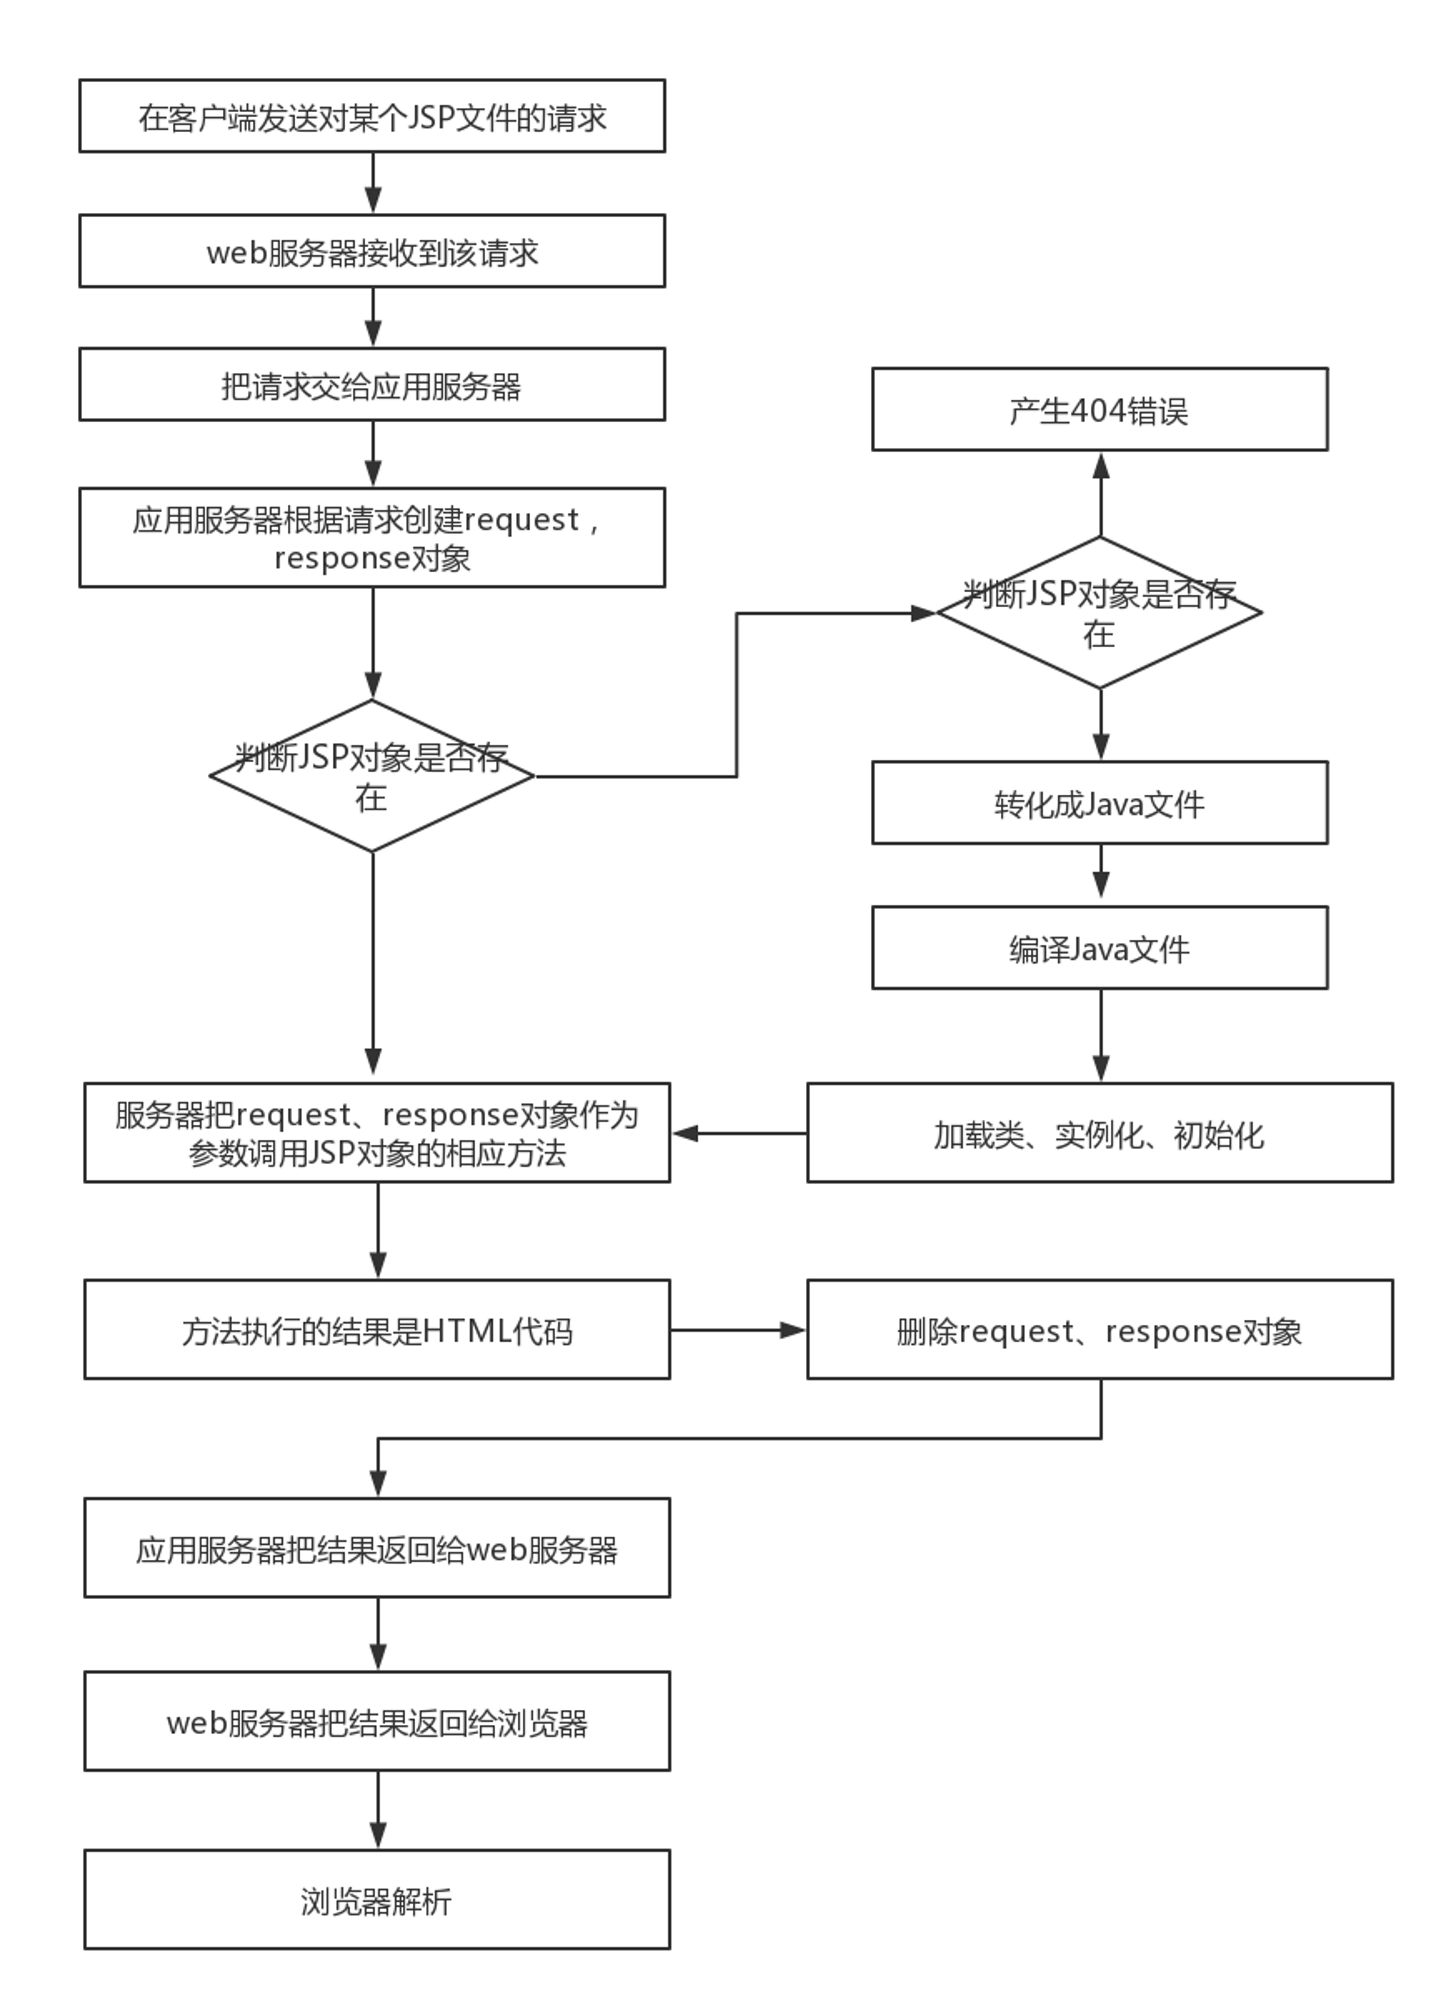 在客户端发送对某个JSP文件的请求
web服务器接收到该请求
把请求交给应用服务器
应用服务器根据请求创建request，
response对象
判断JSP对象是否存
在
产生404错误
判断JSP对象是否存
在
转化成Java文件
编译Java文件
加载类、实例化、初始化
服务器把request、response对象作为
参数调用JSP对象的相应方法
方法执行的结果是HTML代码
删除request、response对象
应用服务器把结果返回给web服务器
web服务器把结果返回给浏览器
浏览器解析